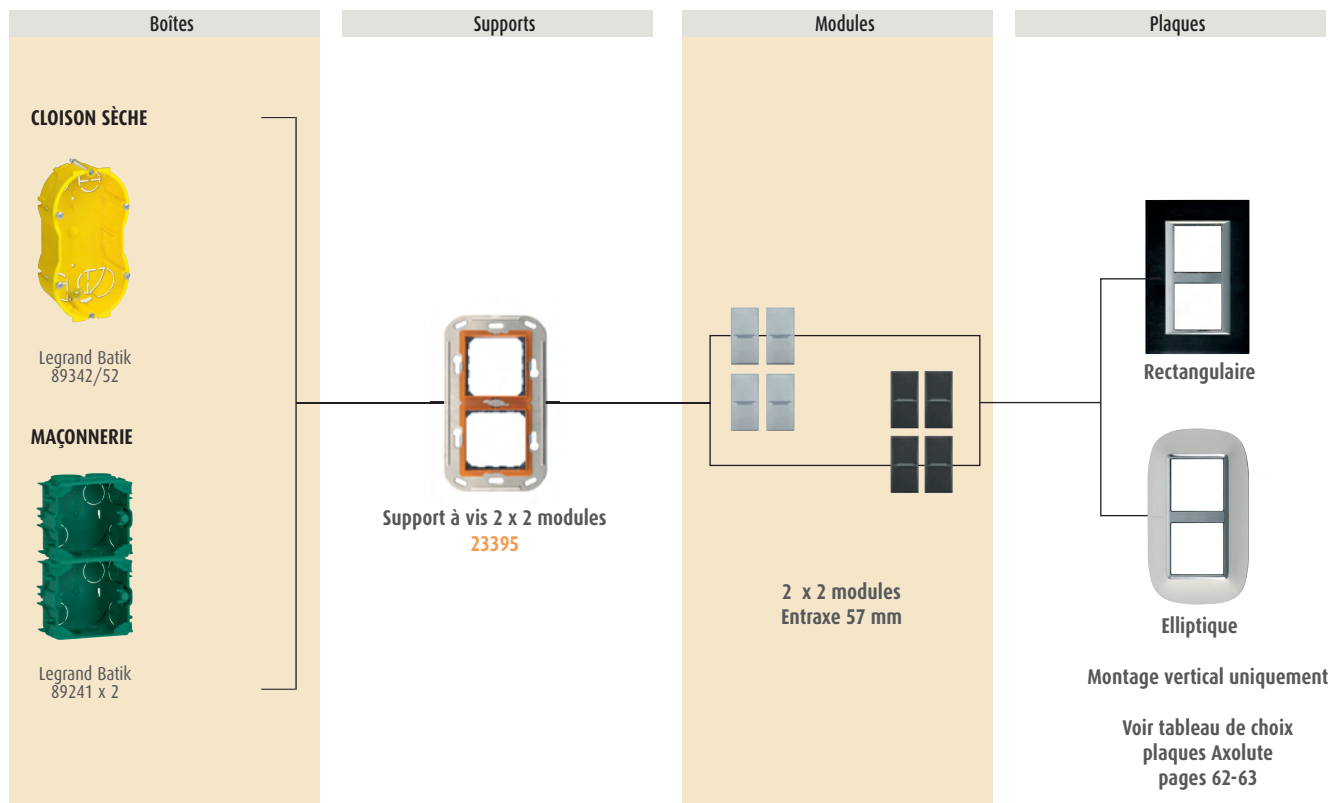 Boîtes
Supports
Modules
Plaques
CLOISON SÈCHE
Legrand Batik
89342/52
MAÇONNERIE
Legrand Batik
89241 x 2
Support à vis 2 x 2 modules
23395
2 x 2 modules
Entraxe 57 mm
Rectangulaire
Elliptique
Montage vertical uniquement
Voir tableau de choix
plaques Axolute
pages 62-63